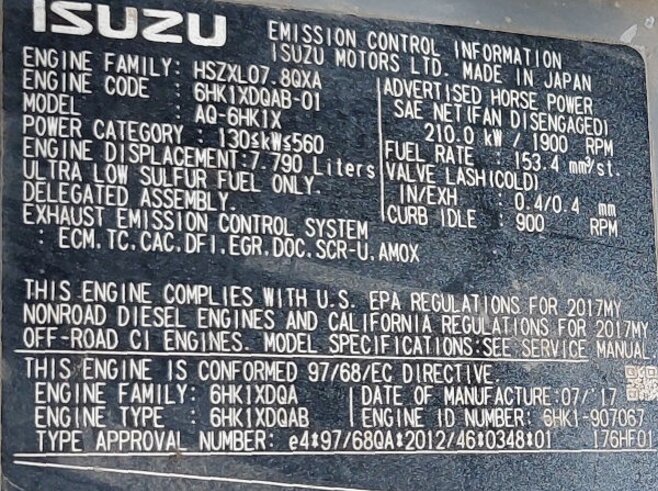 ISUZU
EMISSION CONTROL INFORMATION
ISUZU MOTORS LTD. MADE IN JAPAN
ENGINE FAMILY: HSZXL07.8QXA
ENGINE CODE : 6HK1XDQAB-01
MODEL : AQ-6HK1X
POWER CATEGORY : 130≦kW≦560
ENGINE DISPLACEMENT:7.790 Liters
ULTRA LOW SULFUR FUEL ONLY.
DELEGATED ASSEMBLY.
EXHAUST EMISSION CONTROL SYSTEM
: ECM.TC.CAC.DFI.EGR.DOC.SCR-U.AMOX
ADVERTISED HORSE POWER
SAE NET(FAN DISENGAGED)
210.0 kW / 1900 RPM
FUEL RATE : 153.4 mm³/st.
VALVE LASH(COLD)
IN/EXH : 0.4/0.4 mm
CURB IDLE : 900 RPM
THIS ENGINE COMPLIES WITH U.S. EPA REGULATIONS FOR 2017MY
NONROAD DIESEL ENGINES AND CALIFORNIA REGULATIONS FOR 2017MY
OFF-ROAD CI ENGINES. MODEL SPECIFICATIONS:SEE SERVICE MANUAL.
THIS ENGINE IS CONFORMED 97/68/EC DIRECTIVE.
ENGINE FAMILY: 6HK1XDQA DATE OF MANUFACTURE:07/'17
ENGINE TYPE : 6HK1XDQAB ENGINE ID NUMBER: 6HK1-907067
TYPE APPROVAL NUMBER: e4*97/68QA*2012/46*0348*01 176HF01